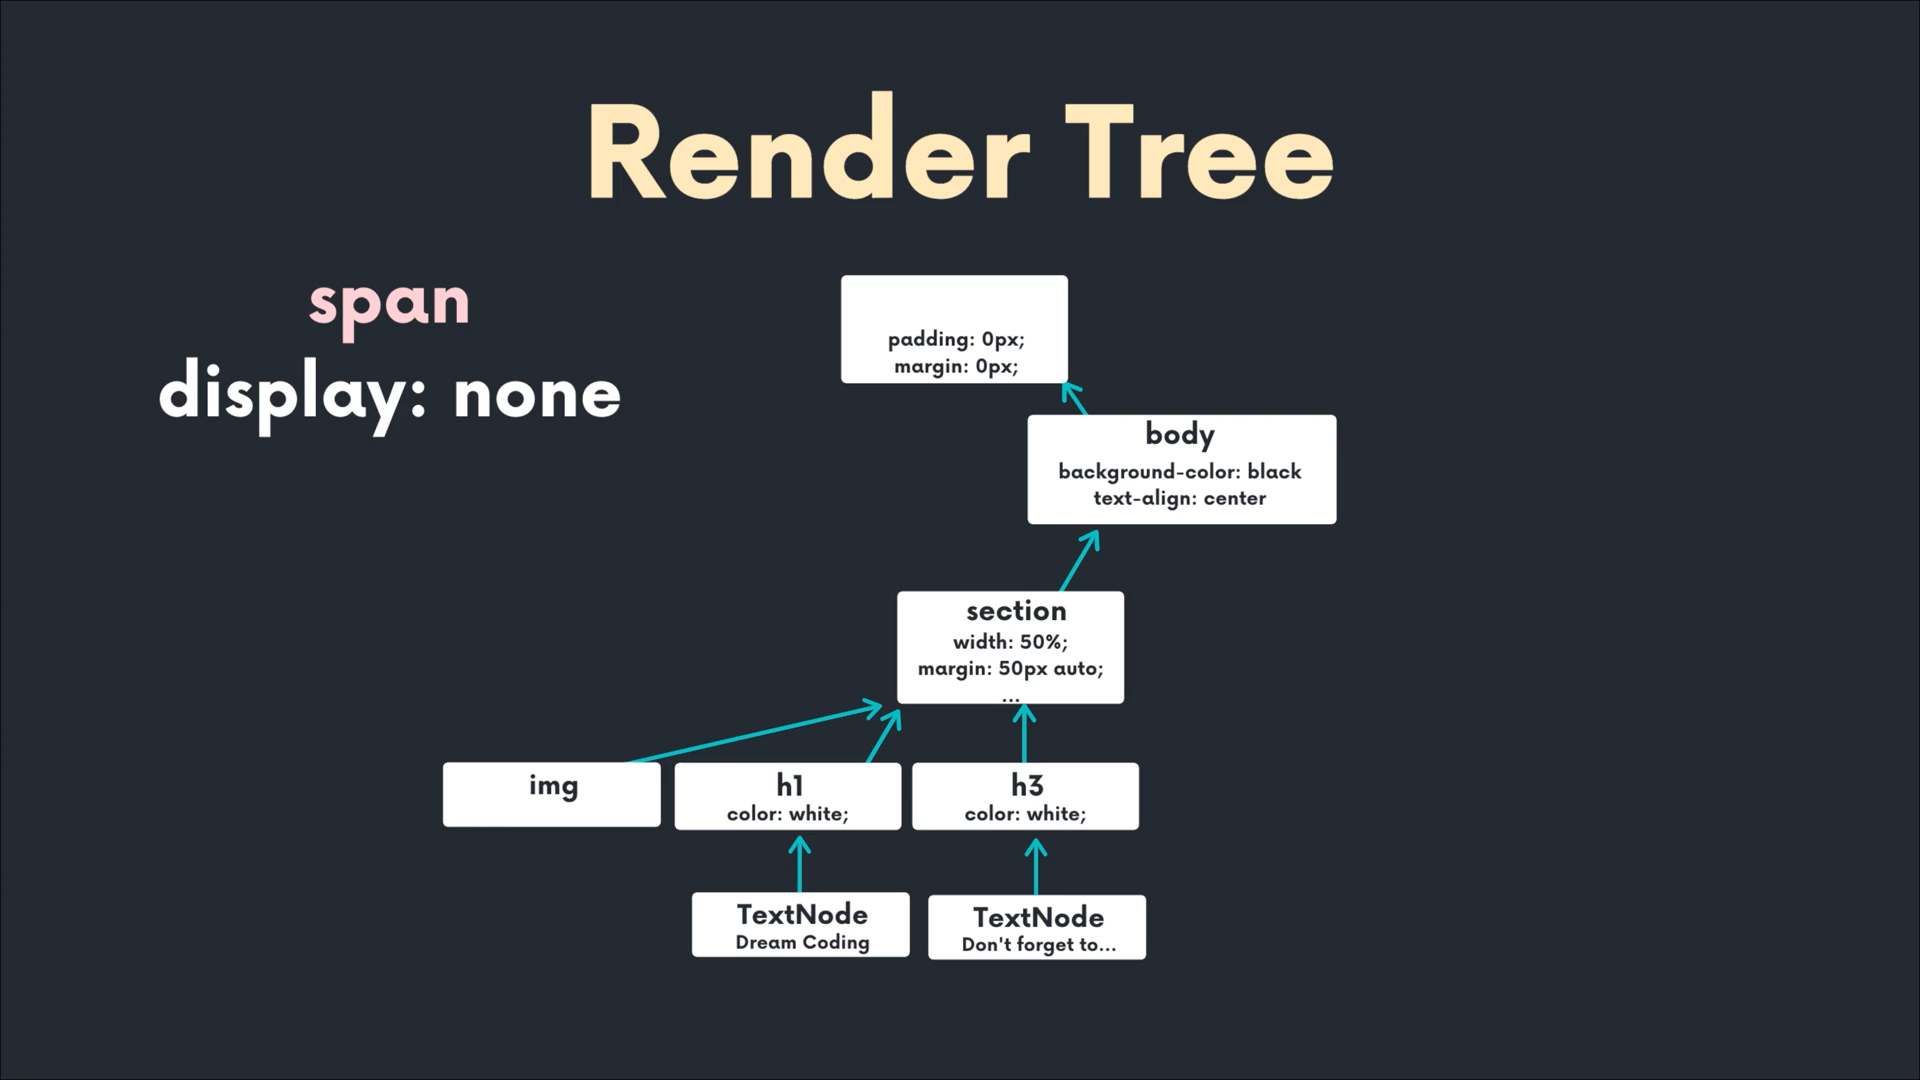 Render Tree
span
display: none
padding: 0px;
margin: 0px;
body
background-color: black
text-align: center
section
width: 50%;
margin: 50px auto;
...
img
h1
color: white;
h3
color: white;
TextNode
Dream Coding
TextNode
Don't forget to...